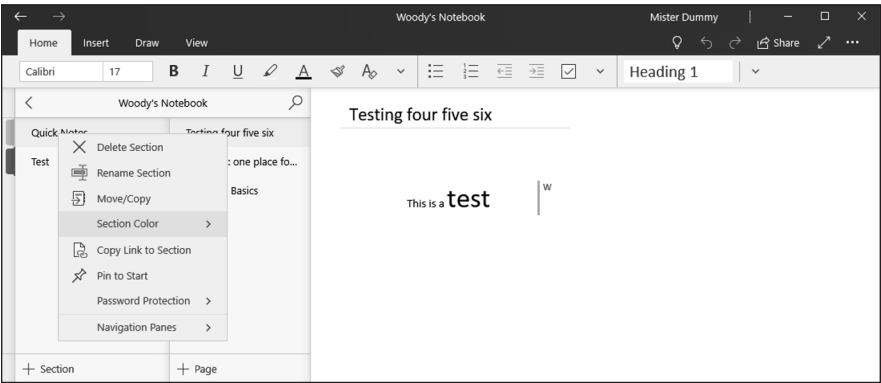 Woody's Notebook
Mister Dummy
Home Insert Draw View
Share
Calibri 17 B I U A A Heading 1
Woody's Notebook
Quick Notes
Testing four five six
Test
: one place fo...
Basics
Delete Section
Rename Section
Move/Copy
Section Color
Copy Link to Section
Pin to Start
Password Protection
Navigation Panes
+ Section
+ Page
Testing four five six
This is a test
W